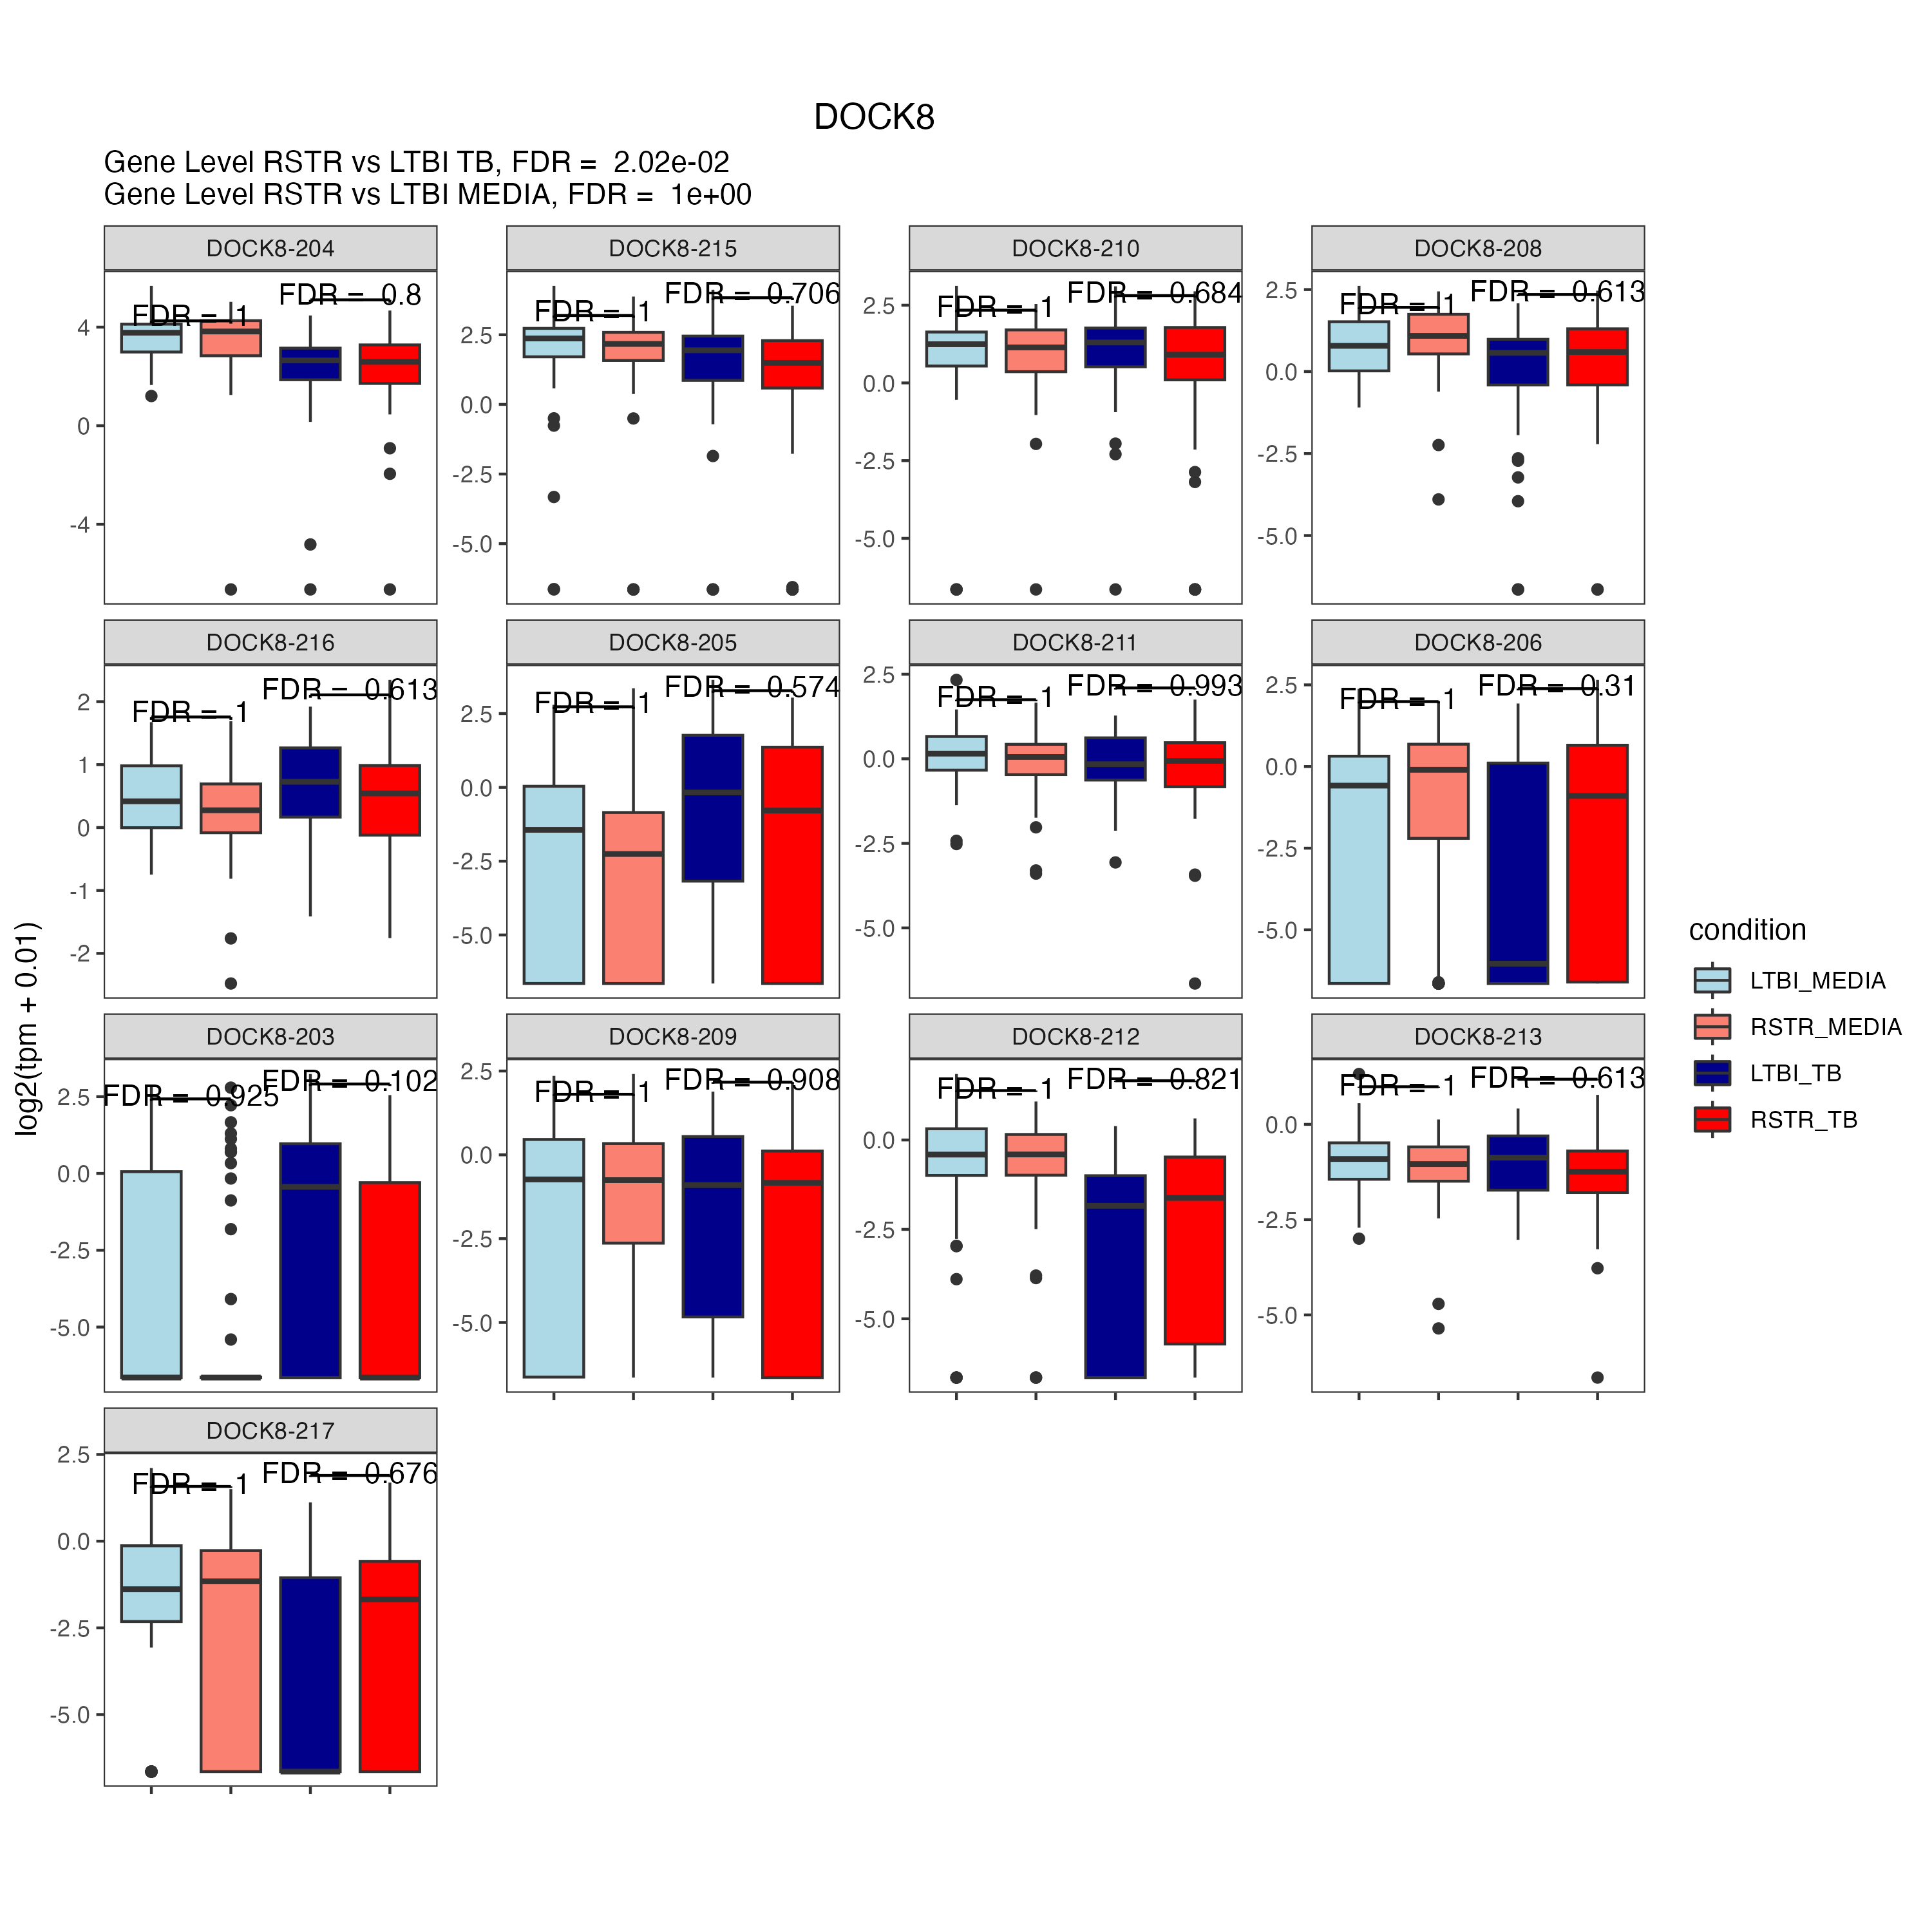 DOCK8
Gene Level RSTR vs LTBI TB, FDR =  2.02e-02
Gene Level RSTR vs LTBI MEDIA, FDR =  1e+00
DOCK8-204
FDR = 1
FDR = 0.8
4
0
-4
DOCK8-215
FDR = 1
FDR = 0.706
2.5
0.0
-2.5
-5.0
DOCK8-210
FDR = 1
FDR = 0.684
2.5
0.0
-2.5
-5.0
DOCK8-208
FDR = 1
FDR = 0.613
2.5
0.0
-2.5
-5.0
DOCK8-216
FDR = 1
FDR = 0.613
2
1
0
-1
-2
DOCK8-205
FDR = 1
FDR = 0.574
2.5
0.0
-2.5
-5.0
DOCK8-211
FDR = 1
FDR = 0.993
2.5
0.0
-2.5
-5.0
DOCK8-206
FDR = 1
FDR = 0.31
2.5
0.0
-2.5
-5.0
DOCK8-203
FDR = 0.925
FDR = 0.102
2.5
0.0
-2.5
-5.0
DOCK8-209
FDR = 1
FDR = 0.908
2.5
0.0
-2.5
-5.0
DOCK8-212
FDR = 1
FDR = 0.821
0.0
-2.5
-5.0
DOCK8-213
FDR = 1
FDR = 0.613
0.0
-2.5
-5.0
DOCK8-217
FDR = 1
FDR = 0.676
2.5
0.0
-2.5
-5.0
log2(tpm + 0.01)
condition
LTBI_MEDIA
RSTR_MEDIA
LTBI_TB
RSTR_TB